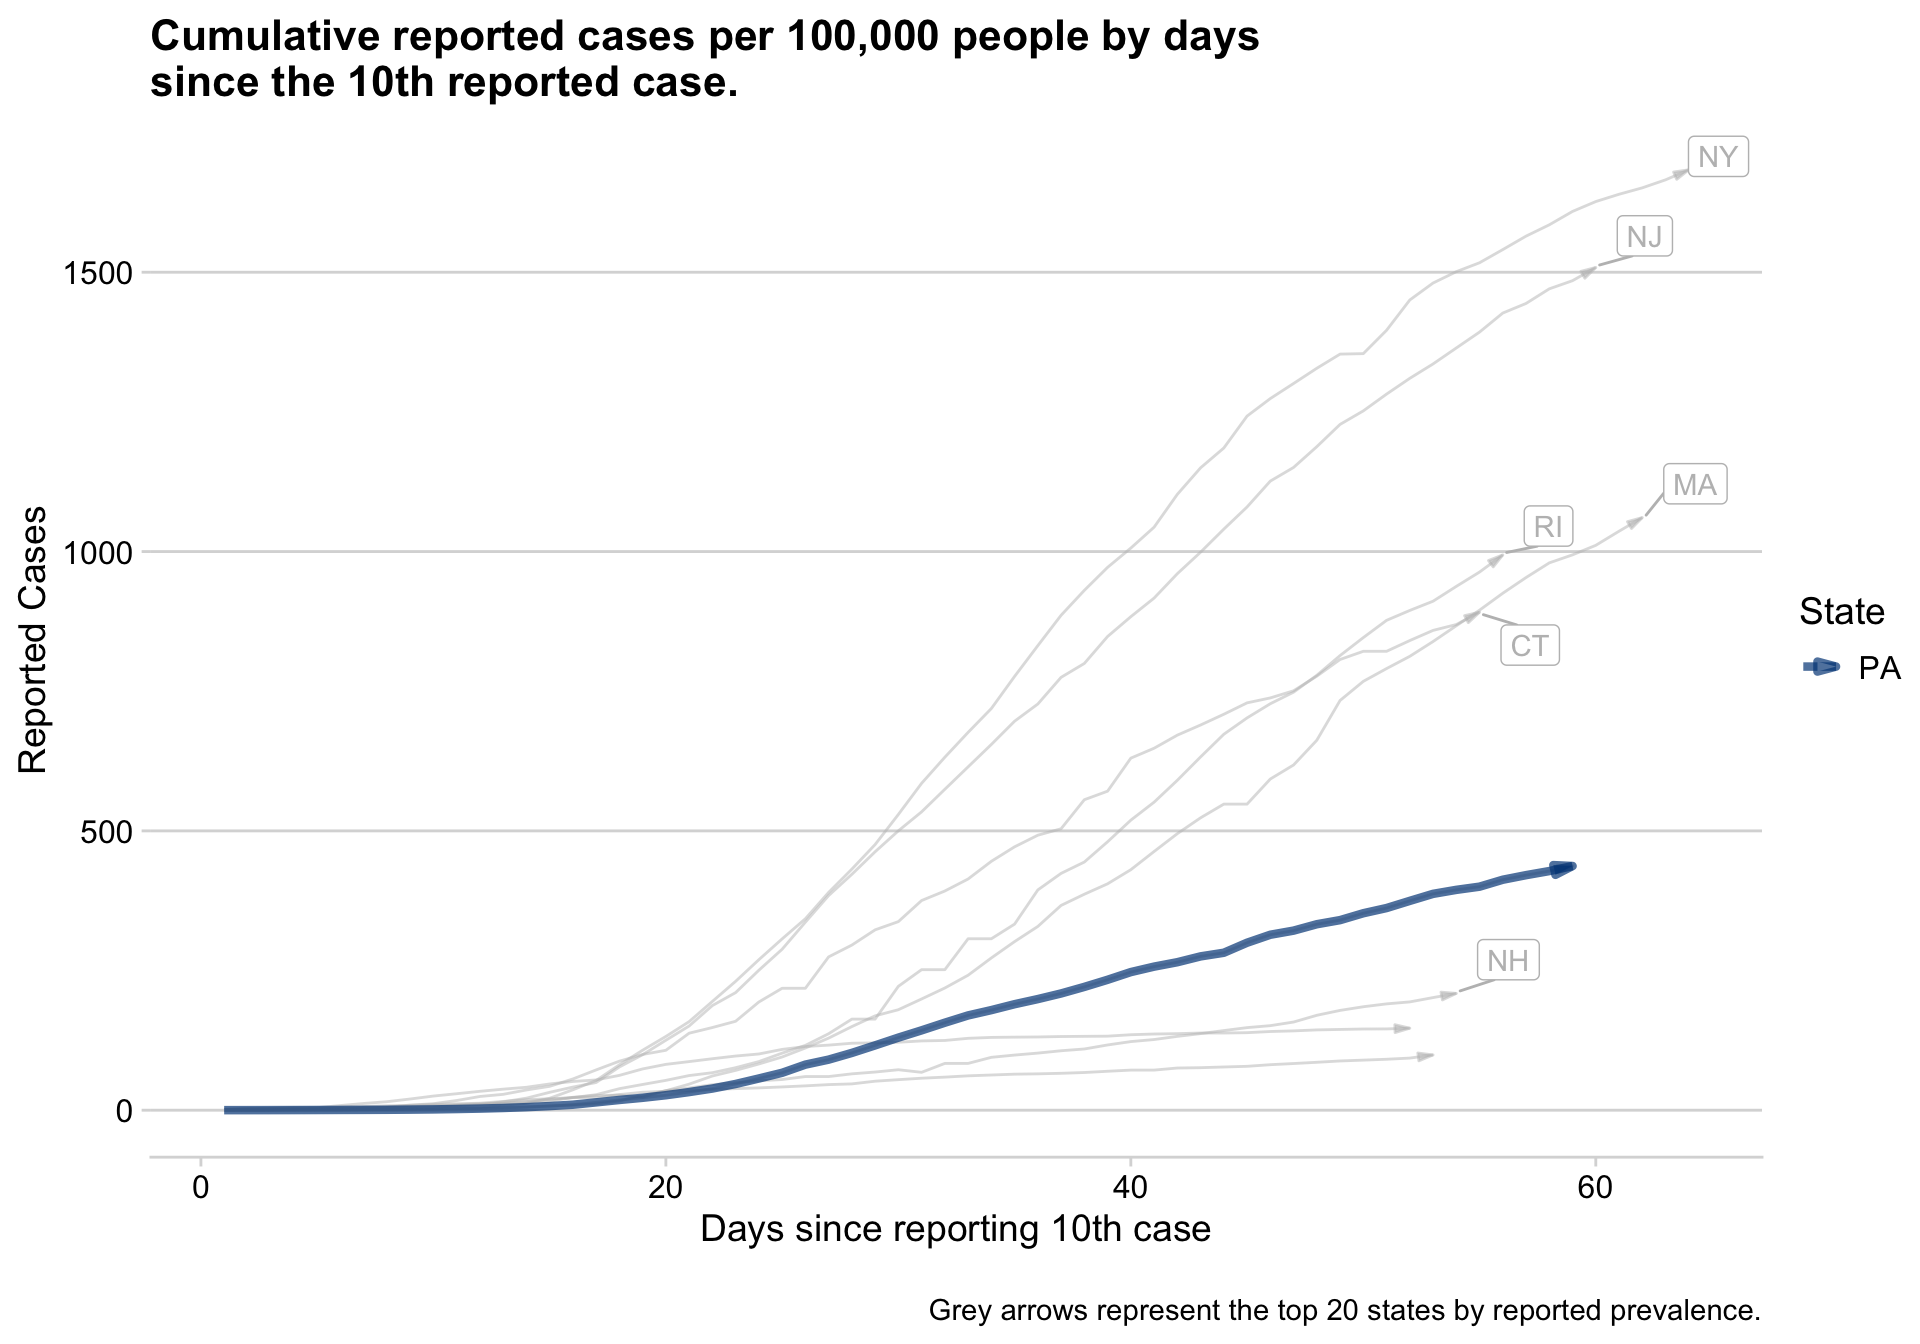 Cumulative reported cases per 100,000 people by days
since the 10th reported case.
NY
NJ
1500
MA
RI
1000
CT
State
PA
Reported Cases
500
NH
0
0 20 40 60
Days since reporting 10th case
Grey arrows represent the top 20 states by reported prevalence.